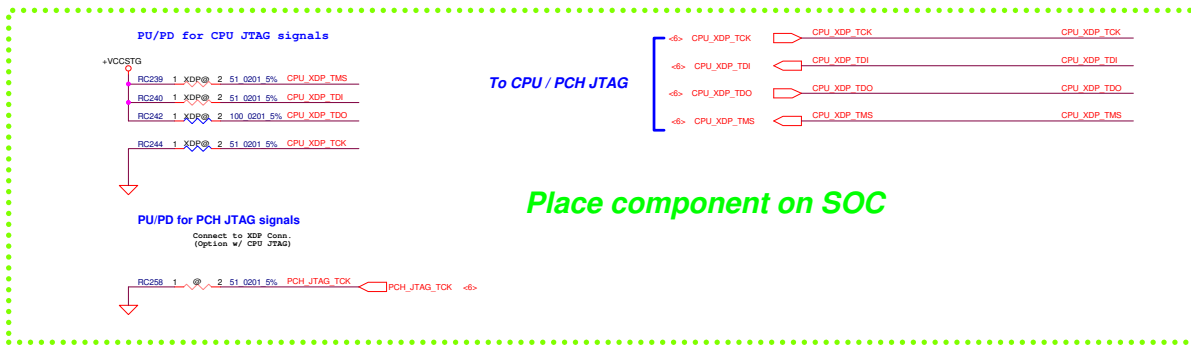 PU/PD for CPU JTAG signals
+VCCSTG
RC239 1 XDP@ 2 51_0201_5% CPU_XDP_TMS
RC240 1 XDP@ 2 51_0201_5% CPU_XDP_TDI
RC242 1 XDP@ 2 100_0201_5% CPU_XDP_TDO
RC244 1 XDP@ 2 51_0201_5% CPU_XDP_TCK
To CPU / PCH JTAG
<6> CPU_XDP_TCK CPU_XDP_TCK CPU_XDP_TCK
<6> CPU_XDP_TDI CPU_XDP_TDI CPU_XDP_TDI
<6> CPU_XDP_TDO CPU_XDP_TDO CPU_XDP_TDO
<6> CPU_XDP_TMS CPU_XDP_TMS CPU_XDP_TMS
Place component on SOC
PU/PD for PCH JTAG signals
Connect to XDP Conn.
(Option w/ CPU JTAG)
RC258 1 @ 2 51_0201_5% PCH_JTAG_TCK PCH_JTAG_TCK <6>